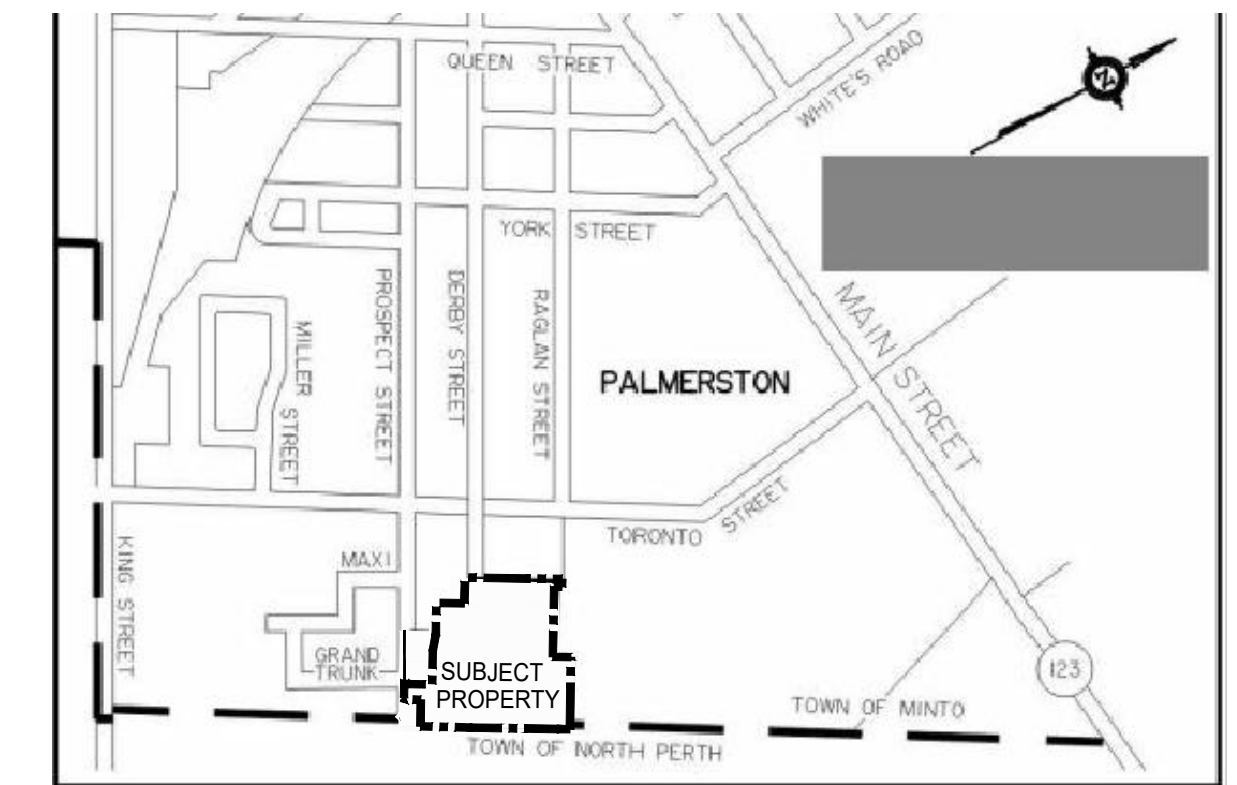 QUEEN STREET
WHITE'S ROAD
N
YORK STREET
PROSPECT STREET
DERBY STREET
RAGLAN STREET
MILLER STREET
MAIN STREET
PALMERSTON
TORONTO STREET
KING STREET
MAXI
GRAND
TRUNK
SUBJECT
PROPERTY
123
TOWN OF MINTO
TOWN OF NORTH PERTH